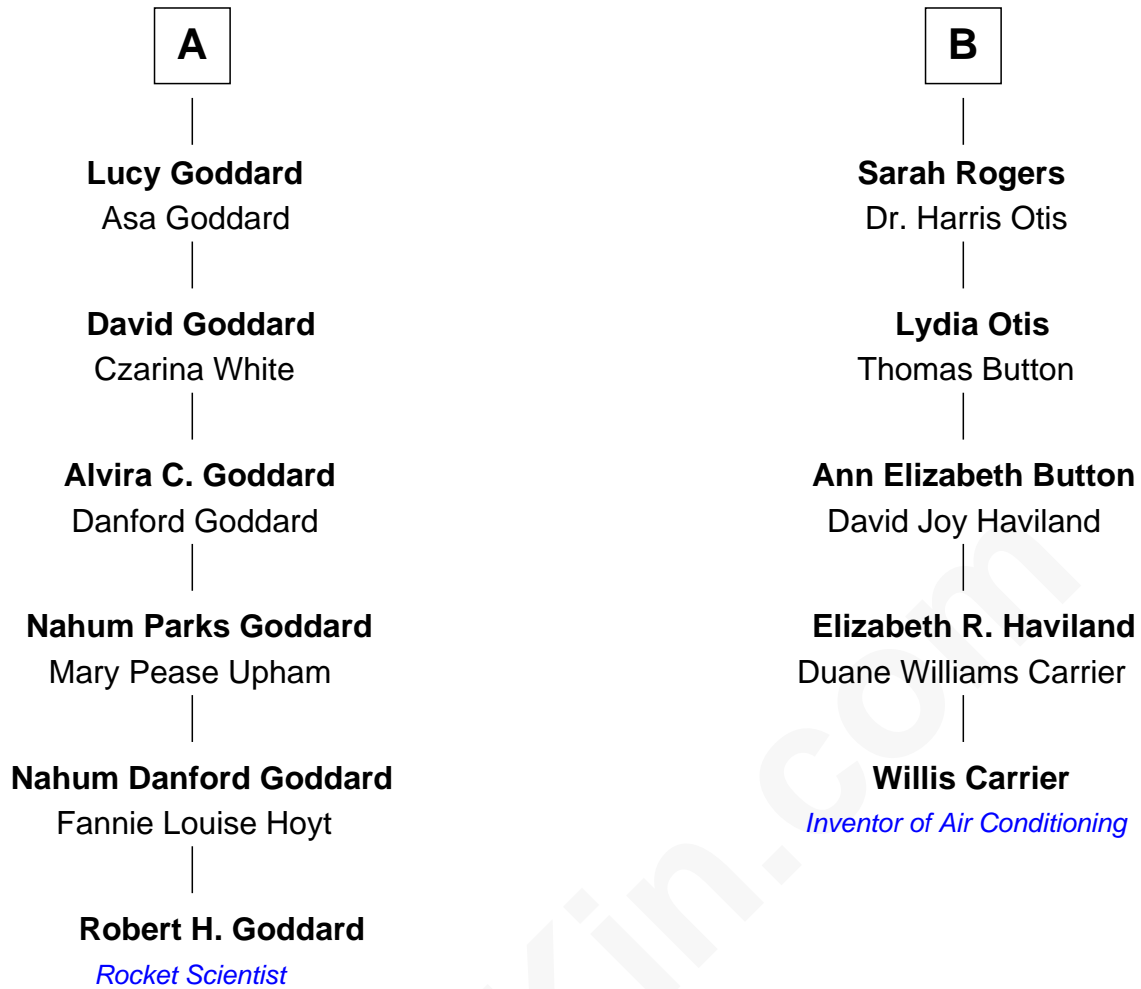 A
Lucy Goddard
Asa Goddard
David Goddard
Czarina White
Alvira C. Goddard
Danford Goddard
Nahum Parks Goddard
Mary Pease Upham
Nahum Danford Goddard
Fannie Louise Hoyt
Robert H. Goddard
Rocket Scientist
B
Sarah Rogers
Dr. Harris Otis
Lydia Otis
Thomas Button
Ann Elizabeth Button
David Joy Haviland
Elizabeth R. Haviland
Duane Williams Carrier
Willis Carrier
Inventor of Air Conditioning
Kin.com